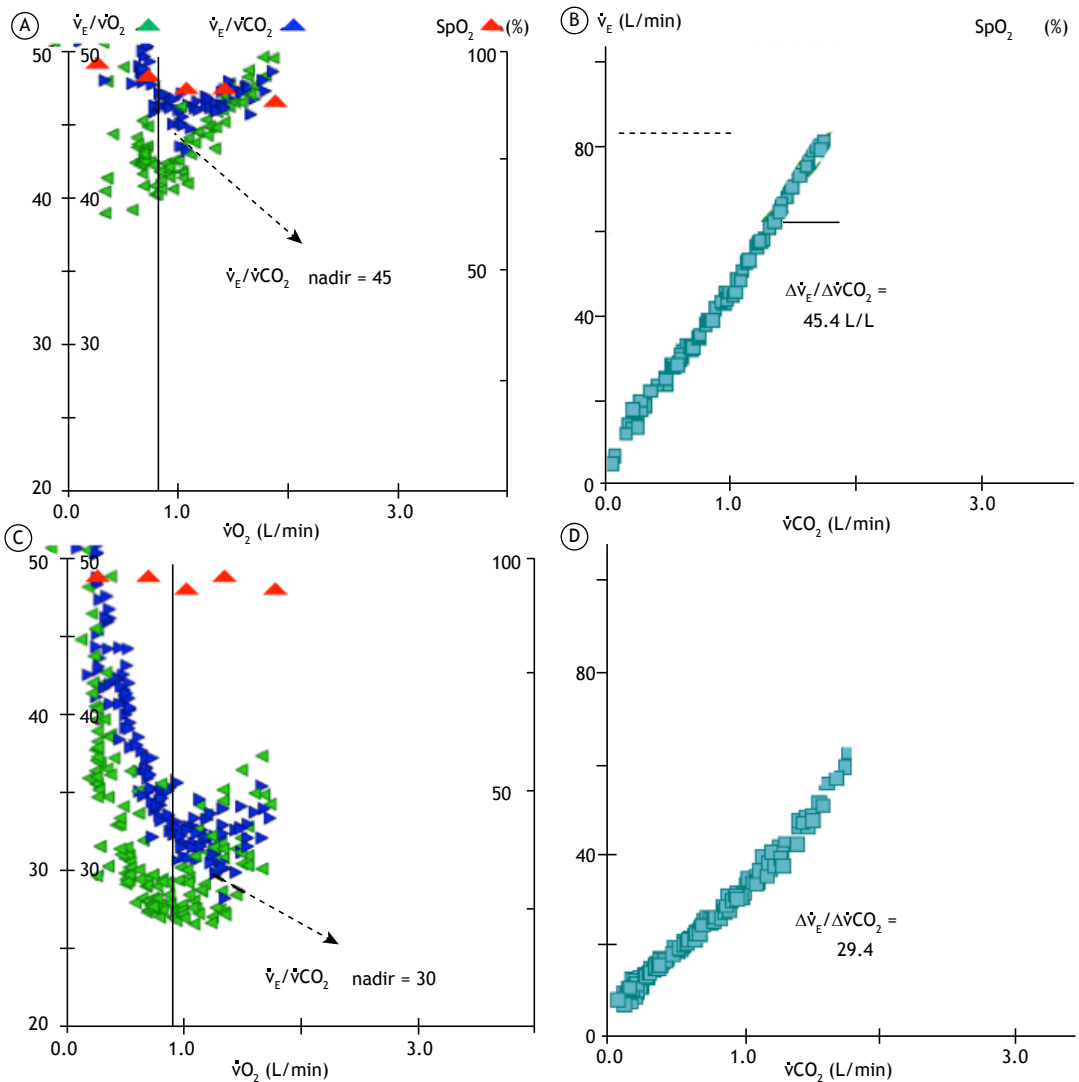 A V̇E/V̇O2 V̇E/V̇CO2 SpO2 (%)
50 50 100
40 40
V̇E/V̇CO2 nadir = 45
50
30 30
20
0.0 1.0 3.0
V̇O2 (L/min)
B V̇E (L/min) SpO2 (%)
80
ΔV̇E/ΔV̇CO2 =
45.4 L/L
40
0
0.0 1.0 3.0
V̇CO2 (L/min)
C
50 50 100
40 40
50
30 30
V̇E/V̇CO2 nadir = 30
20
0.0 1.0 3.0
V̇O2 (L/min)
D
80
40
ΔV̇E/ΔV̇CO2 =
29.4
0
0.0 1.0 3.0
V̇CO2 (L/min)